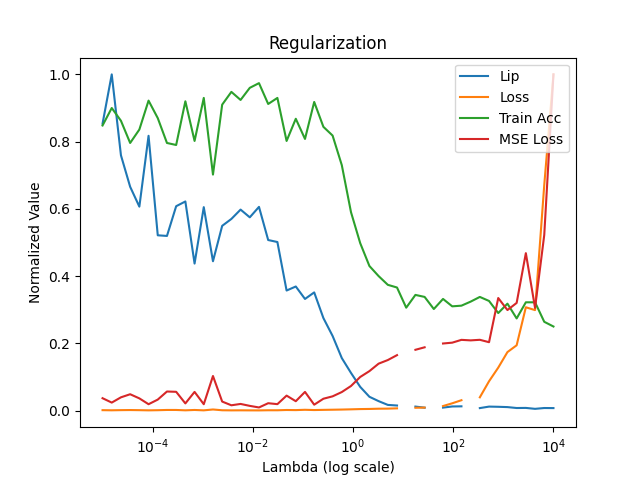 Regularization
Lip
Loss
Train Acc
MSE Loss
Normalized Value
1.0
0.8
0.6
0.4
0.2
0.0
10⁻⁴
10⁻²
10⁰
10²
10⁴
Lambda (log scale)